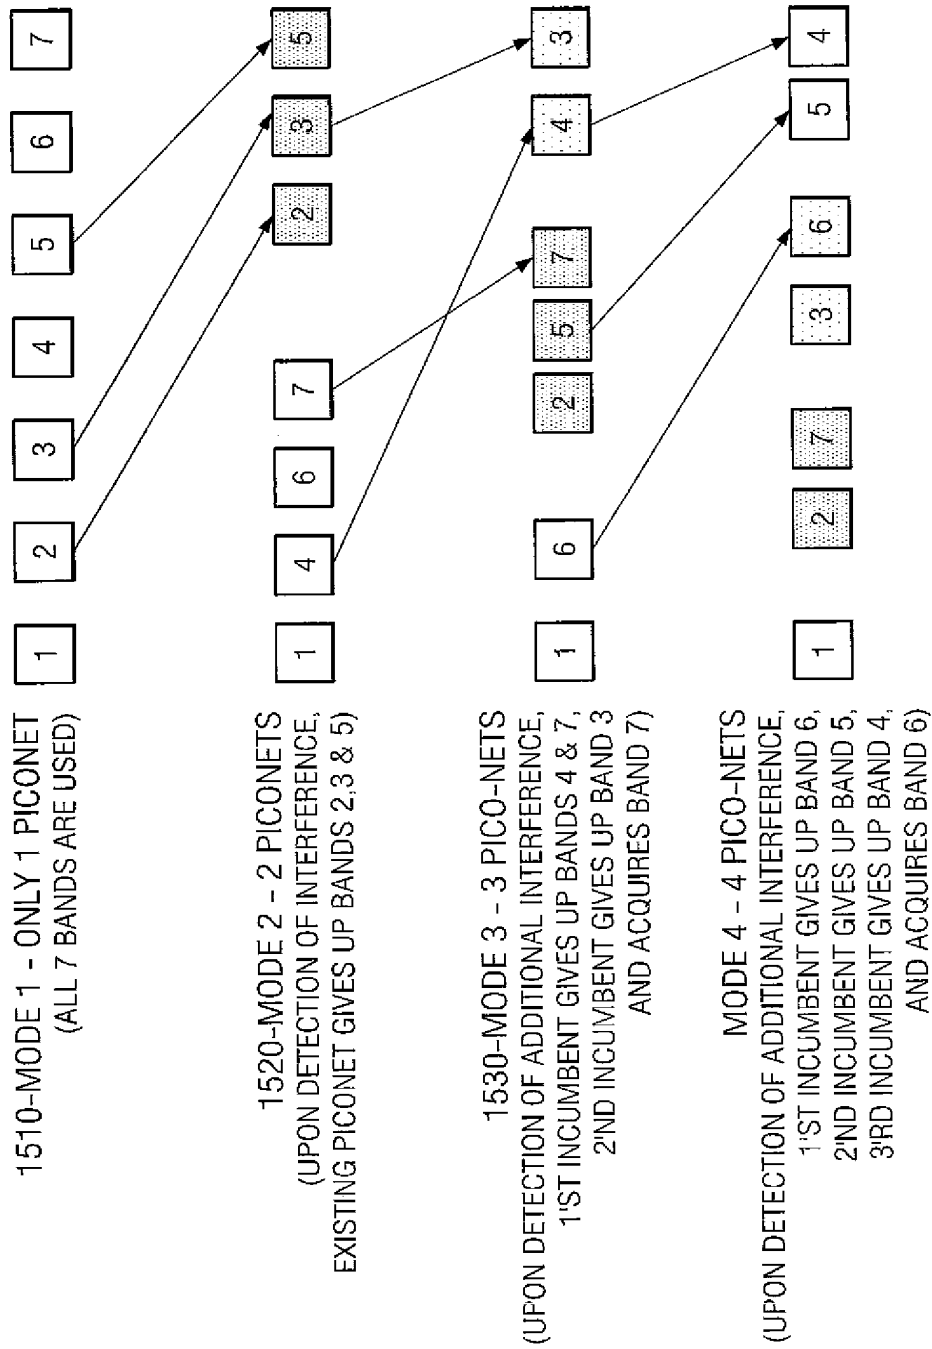 1510-MODE 1 - ONLY 1 PICONET
(ALL 7 BANDS ARE USED)
1 2 3 4 5 6 7
1520-MODE 2 - 2 PICONETS
(UPON DETECTION OF INTERFERENCE,
EXISTING PICONET GIVES UP BANDS 2,3 & 5)
1 4 6 7 2 3 5
1530-MODE 3 - 3 PICO-NETS
(UPON DETECTION OF ADDITIONAL INTERFERENCE,
1'ST INCUMBENT GIVES UP BANDS 4 & 7,
2'ND INCUMBENT GIVES UP BAND 3
AND ACQUIRES BAND 7)
1 6 2 5 7 4 3
MODE 4 - 4 PICO-NETS
(UPON DETECTION OF ADDITIONAL INTERFERENCE,
1'ST INCUMBENT GIVES UP BAND 6,
2'ND INCUMBENT GIVES UP BAND 5,
3'RD INCUMBENT GIVES UP BAND 4,
AND ACQUIRES BAND 6)
1 2 7 3 6 5 4